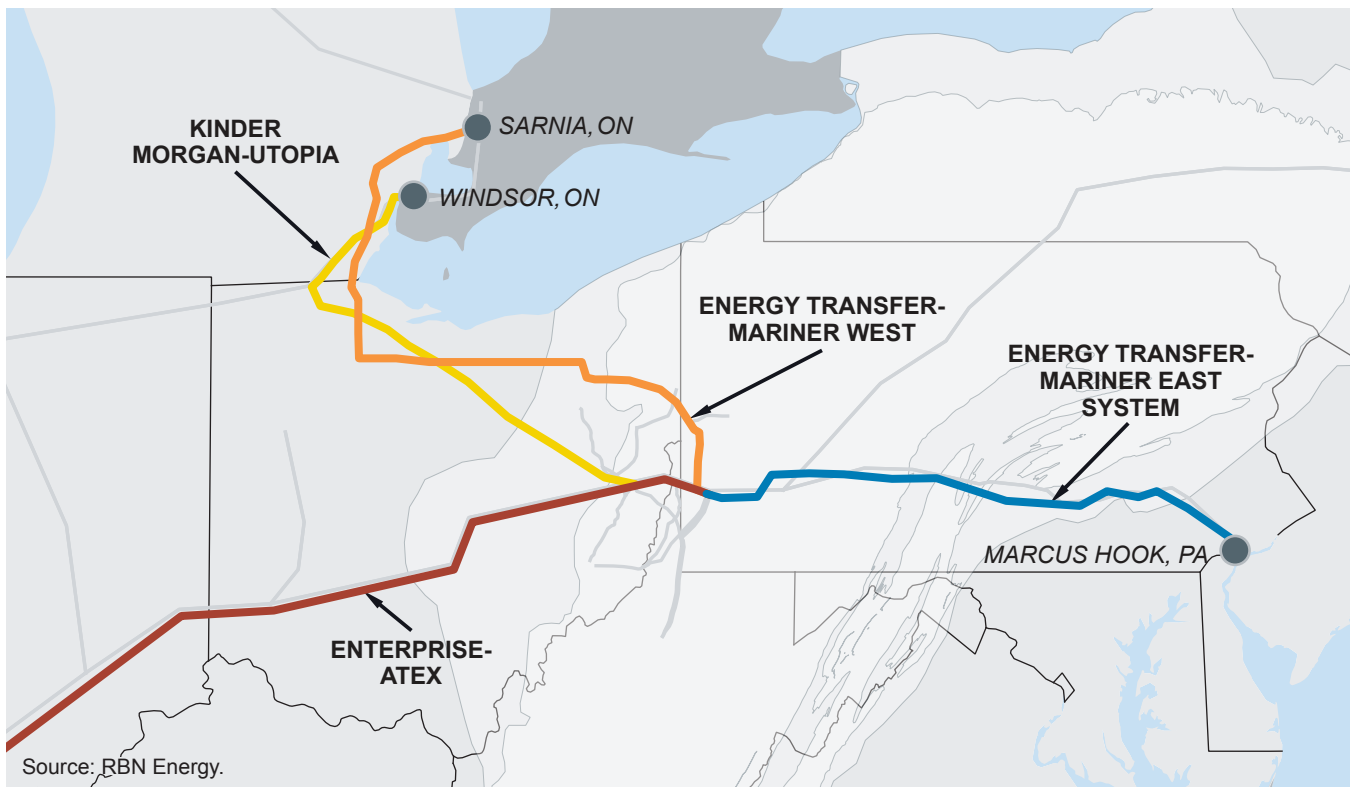 SARNIA, ON
KINDER
MORGAN-UTOPIA
WINDSOR, ON
ENERGY TRANSFER-
MARINER WEST
ENERGY TRANSFER-
MARINER EAST
SYSTEM
MARCUS HOOK, PA
ENTERPRISE-
ATEX
Source: RBN Energy.